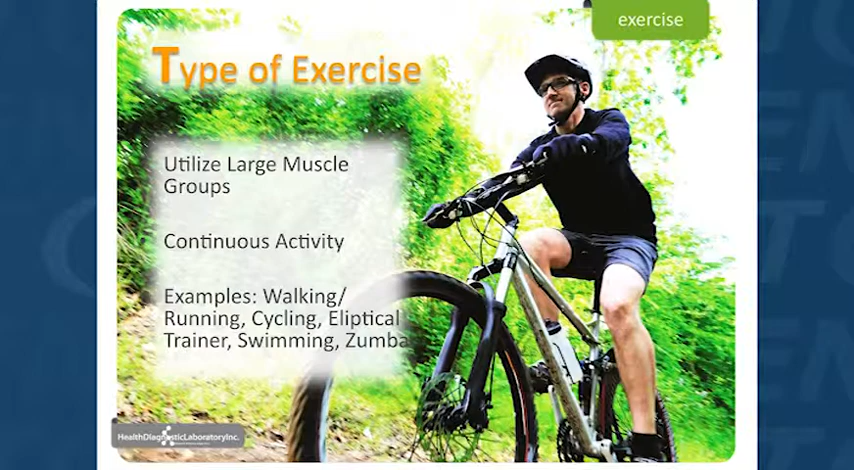 exercise
Type of Exercise
Utilize Large Muscle
Groups
Continuous Activity
Examples: Walking/
Running, Cycling, Eliptical
Trainer, Swimming, Zumba
HealthDiagnosticLaboratoryInc.